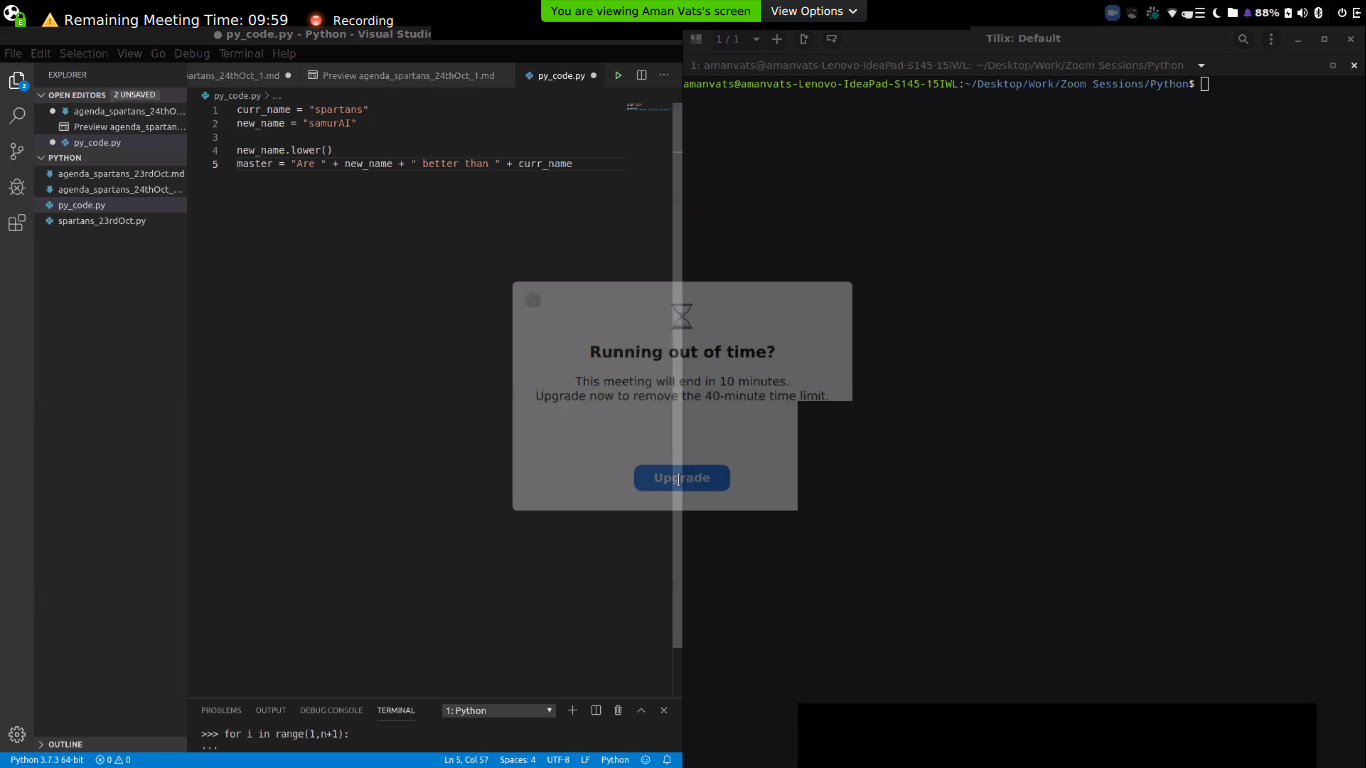 Remaining Meeting Time: 09:59
Recording
You are viewing Aman Vats's screen
View Options
88%
py_code.py - Python - Visual Studi
File Edit Selection View Go Debug Terminal Help
1 / 1
Tilix: Default
EXPLORER
artans_24thOct_1.md
Preview agenda_spartans_24thOct_1.md
py_code.py
1: amanvats@amanvats-Lenovo-IdeaPad-S145-15IWL: ~/Desktop/Work/Zoom Sessions/Python
amanvats@amanvats-Lenovo-IdeaPad-S145-15IWL:~/Desktop/Work/Zoom Sessions/Python$
OPEN EDITORS 2 UNSAVED
agenda_spartans_24thO...
Preview agenda_spartan...
py_code.py
PYTHON
agenda_spartans_23rdOct.md
agenda_spartans_24thOct_...
py_code.py
spartans_23rdOct.py
py_code.py > ...
1 curr_name = "spartans"
2 new_name = "samurAI"
3
4 new_name.lower()
5 master = "Are " + new_name + " better than " + curr_name
Running out of time?
This meeting will end in 10 minutes.
Upgrade now to remove the 40-minute time limit.
Upgrade
PROBLEMS OUTPUT DEBUG CONSOLE TERMINAL 1: Python
>>> for i in range(1,n+1):
...
OUTLINE
Python 3.7.3 64-bit 0 0 Ln 5, Col 57 Spaces: 4 UTF-8 LF Python